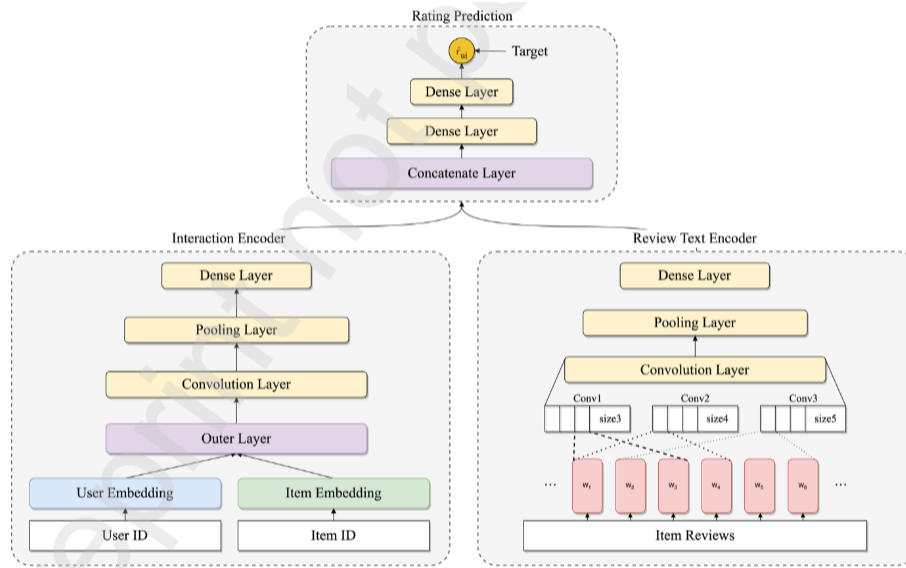 Rating Prediction
r̂ui
Target
Dense Layer
Dense Layer
Concatenate Layer
Interaction Encoder
Dense Layer
Pooling Layer
Convolution Layer
Outer Layer
User Embedding
Item Embedding
User ID
Item ID
Review Text Encoder
Dense Layer
Pooling Layer
Convolution Layer
Conv1
Conv2
Conv3
size3
size4
size5
... w₁ w₂ w₃ w₄ w₅ w₆ ...
Item Reviews
eprint not p